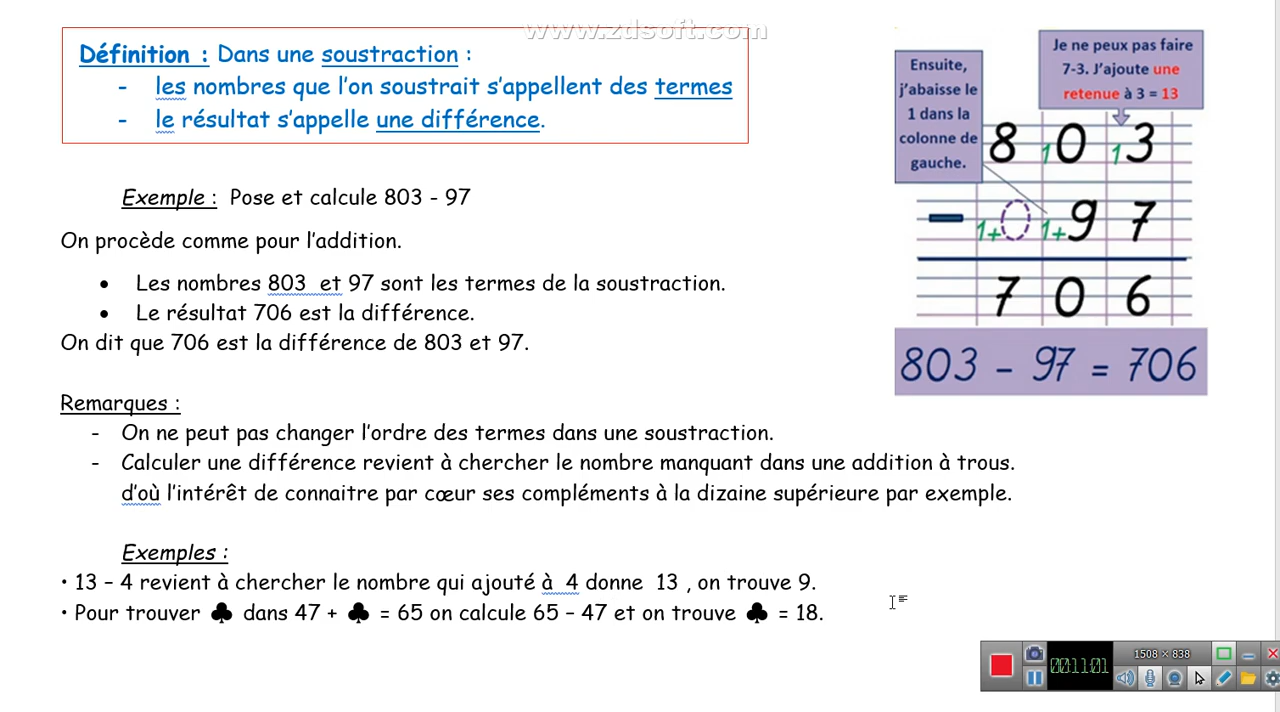 www.zdsoft.com
Définition : Dans une soustraction :
- les nombres que l'on soustrait s'appellent des termes
- le résultat s'appelle une différence.
Exemple : Pose et calcule 803 - 97
On procède comme pour l'addition.
• Les nombres 803 et 97 sont les termes de la soustraction.
• Le résultat 706 est la différence.
On dit que 706 est la différence de 803 et 97.
Remarques :
- On ne peut pas changer l'ordre des termes dans une soustraction.
- Calculer une différence revient à chercher le nombre manquant dans une addition à trous.
d'où l'intérêt de connaitre par cœur ses compléments à la dizaine supérieure par exemple.
Exemples :
• 13 – 4 revient à chercher le nombre qui ajouté à 4 donne 13 , on trouve 9.
• Pour trouver ♣ dans 47 + ♣ = 65 on calcule 65 – 47 et on trouve ♣ = 18.
Ensuite,
j'abaisse le
1 dans la
colonne de
gauche.
Je ne peux pas faire
7-3. J'ajoute une
retenue à 3 = 13
8 1 0 1 3
- 1+ 0 1+ 9 7
7 0 6
803 - 97 = 706
1508 × 838
00:11:01